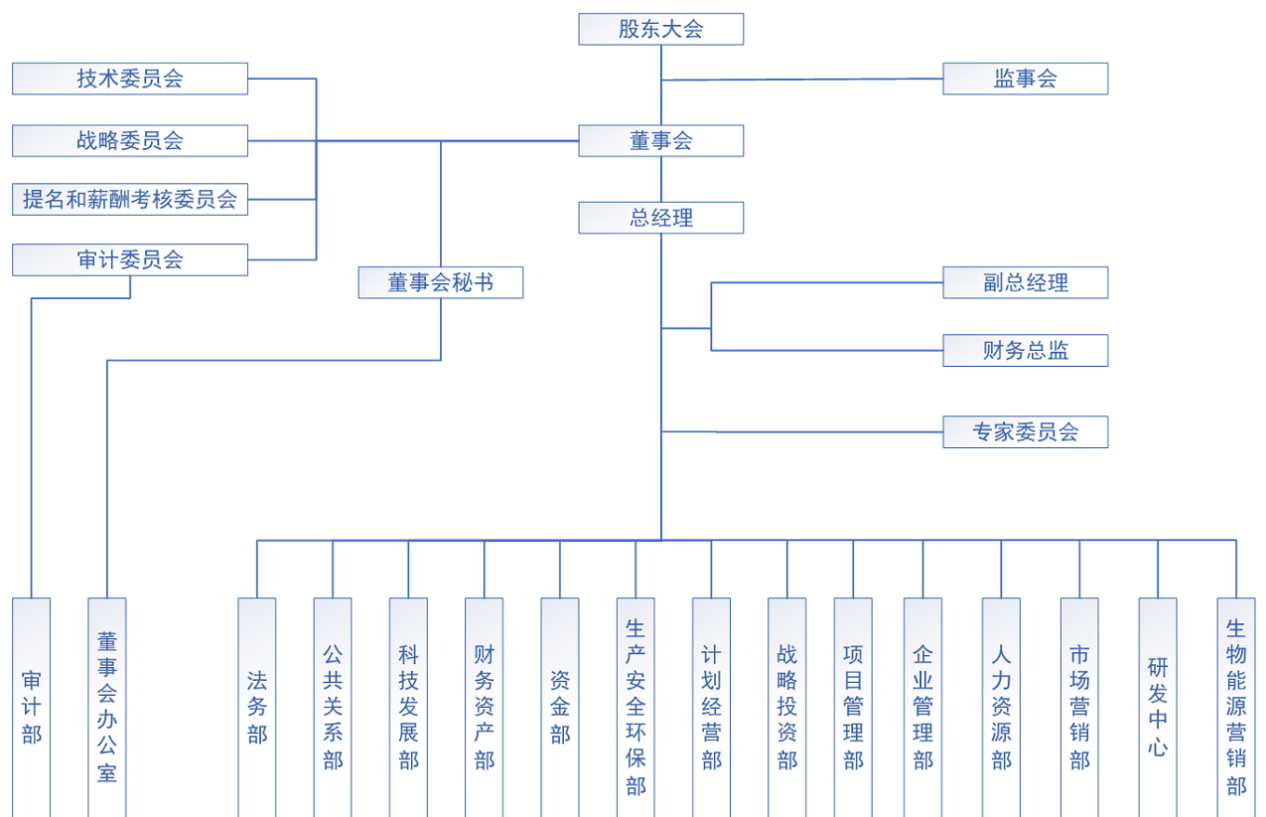 股东大会
技术委员会
监事会
战略委员会
董事会
提名和薪酬考核委员会
总经理
审计委员会
董事会秘书
副总经理
财务总监
专家委员会
审计部
董事会办公室
法务部
公共关系部
科技发展部
财务资产部
资金部
生产安全环保部
计划经营部
战略投资部
项目管理部
企业管理部
人力资源部
市场营销部
研发中心
生物能源营销部